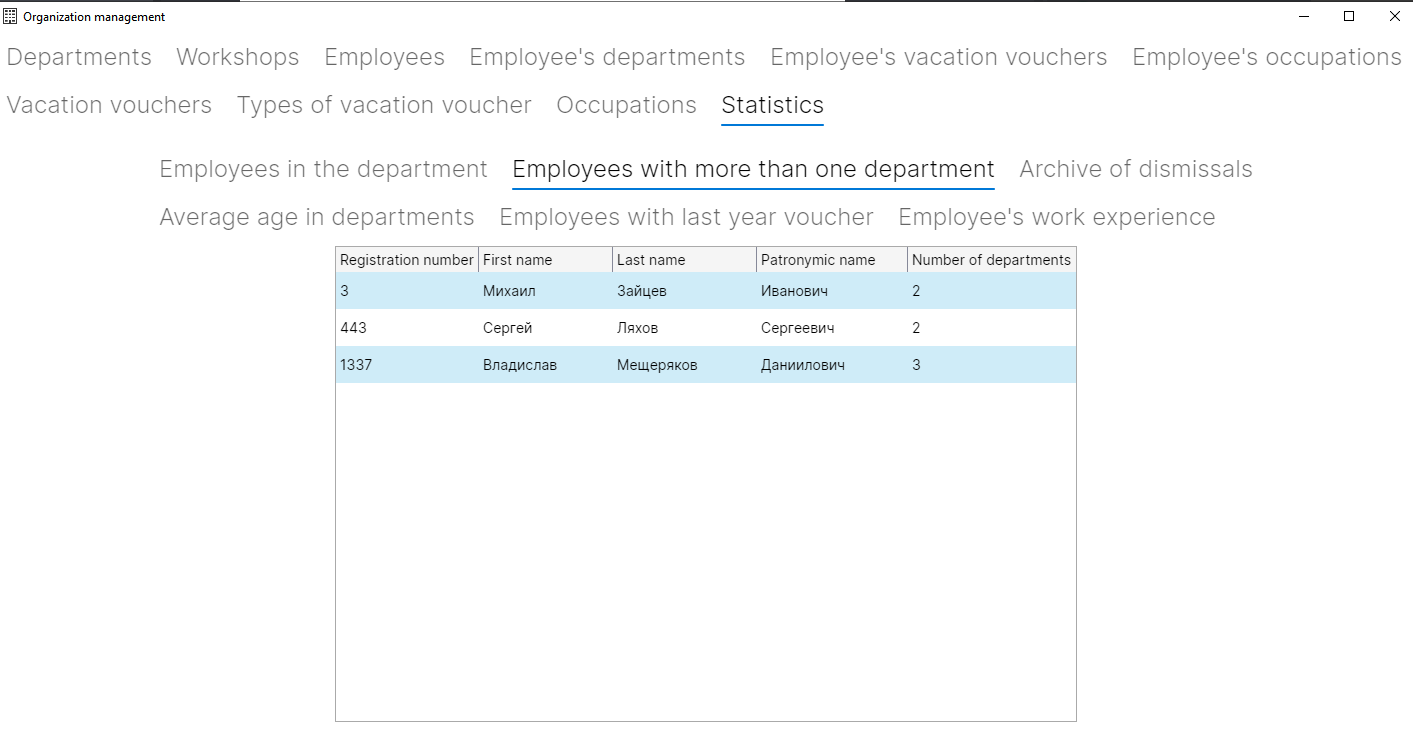 Organization management
Departments Workshops Employees Employee's departments Employee's vacation vouchers Employee's occupations
Vacation vouchers Types of vacation voucher Occupations Statistics
Employees in the department Employees with more than one department Archive of dismissals
Average age in departments Employees with last year voucher Employee's work experience
Registration number First name Last name Patronymic name Number of departments
3 Михаил Зайцев Иванович 2
443 Сергей Ляхов Сергеевич 2
1337 Владислав Мещеряков Даниилович 3